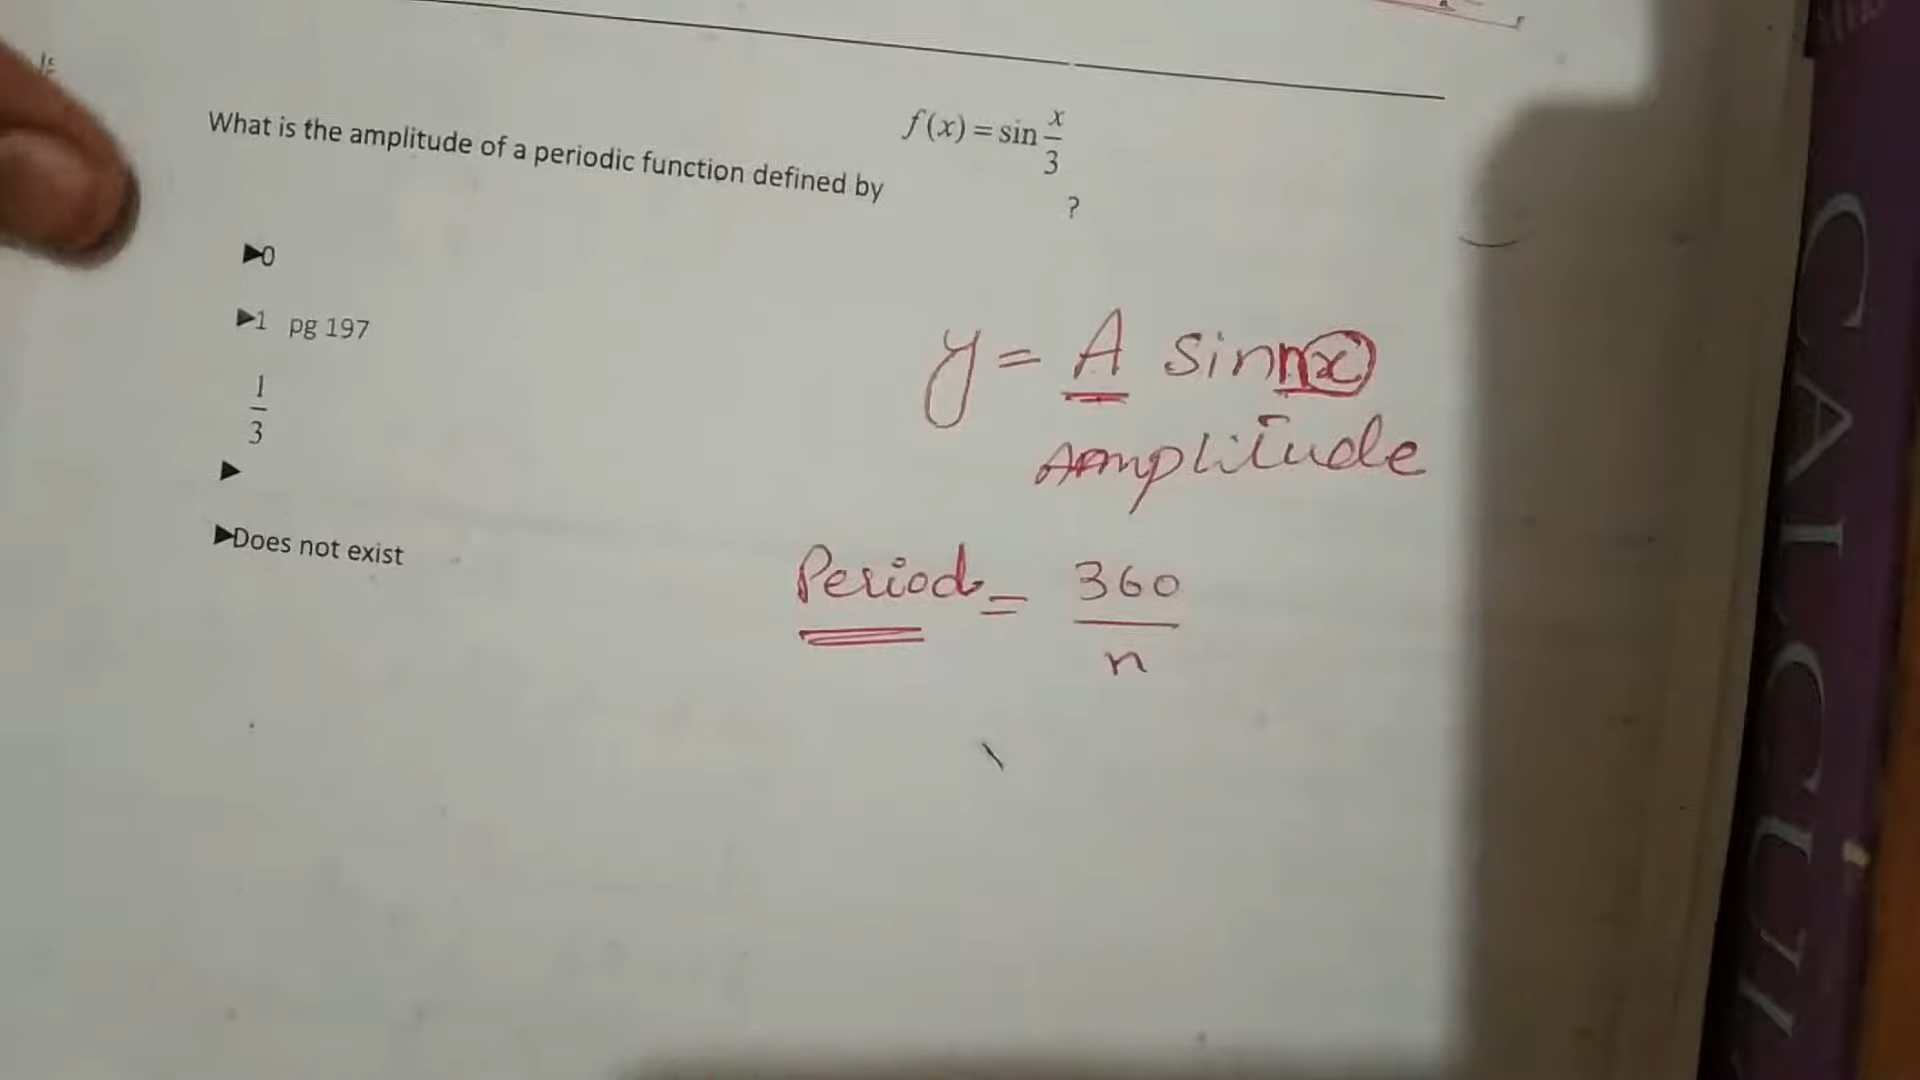 What is the amplitude of a periodic function defined by f(x) = sin x/3 ?
▶0
▶1 pg 197
1/3
▶
▶Does not exist
y = A sin nx
Amplitude
Period = 360/n
CALCU